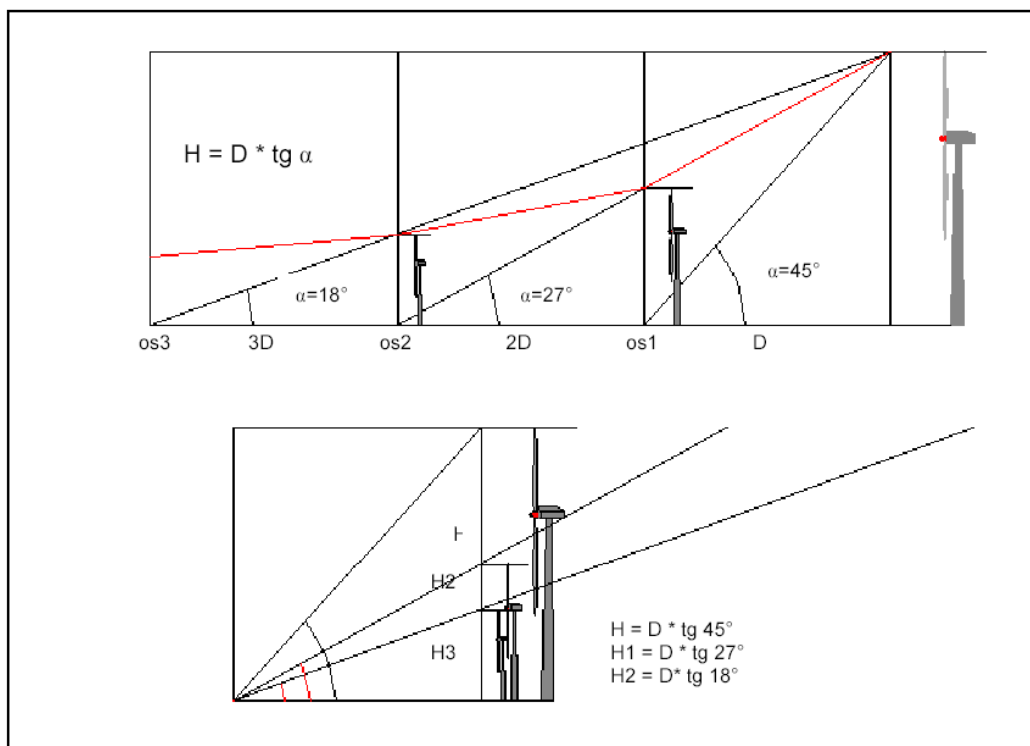 H = D * tg α
α=18°
α=27°
α=45°
os3 3D os2 2D os1 D
H2
H3
H = D * tg 45°
H1 = D * tg 27°
H2 = D* tg 18°